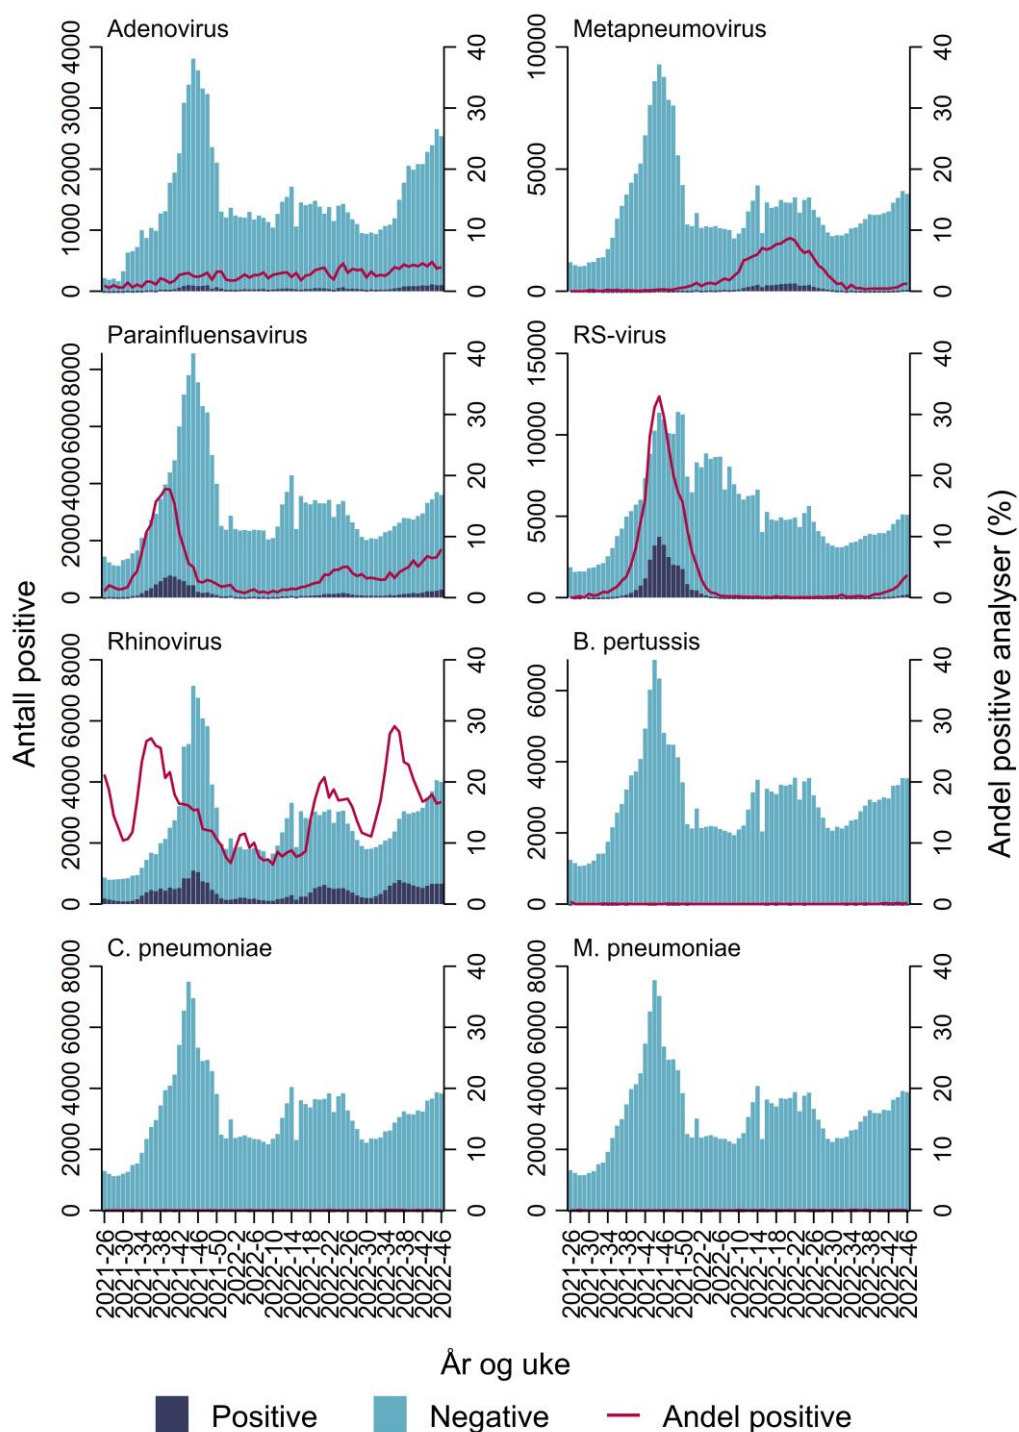 Adenovirus
0 1000 2000 3000 4000
0 10 20 30 40
Metapneumovirus
0 5000 10000
0 10 20 30 40
Parainfluensavirus
0 2000 4000 6000 8000
0 10 20 30 40
RS-virus
0 5000 10000 15000
0 10 20 30 40
Antall positive
Andel positive analyser (%)
Rhinovirus
0 2000 4000 6000 8000
0 10 20 30 40
B. pertussis
0 2000 4000 6000
0 10 20 30 40
C. pneumoniae
0 2000 4000 6000 8000
0 10 20 30 40
M. pneumoniae
0 2000 4000 6000 8000
0 10 20 30 40
2021-26 2021-30 2021-34 2021-38 2021-42 2021-46 2021-50 2022-2 2022-6 2022-10 2022-14 2022-18 2022-22 2022-26 2022-30 2022-34 2022-38 2022-42 2022-46
2021-26 2021-30 2021-34 2021-38 2021-42 2021-46 2021-50 2022-2 2022-6 2022-10 2022-14 2022-18 2022-22 2022-26 2022-30 2022-34 2022-38 2022-42 2022-46
År og uke
Positive Negative Andel positive